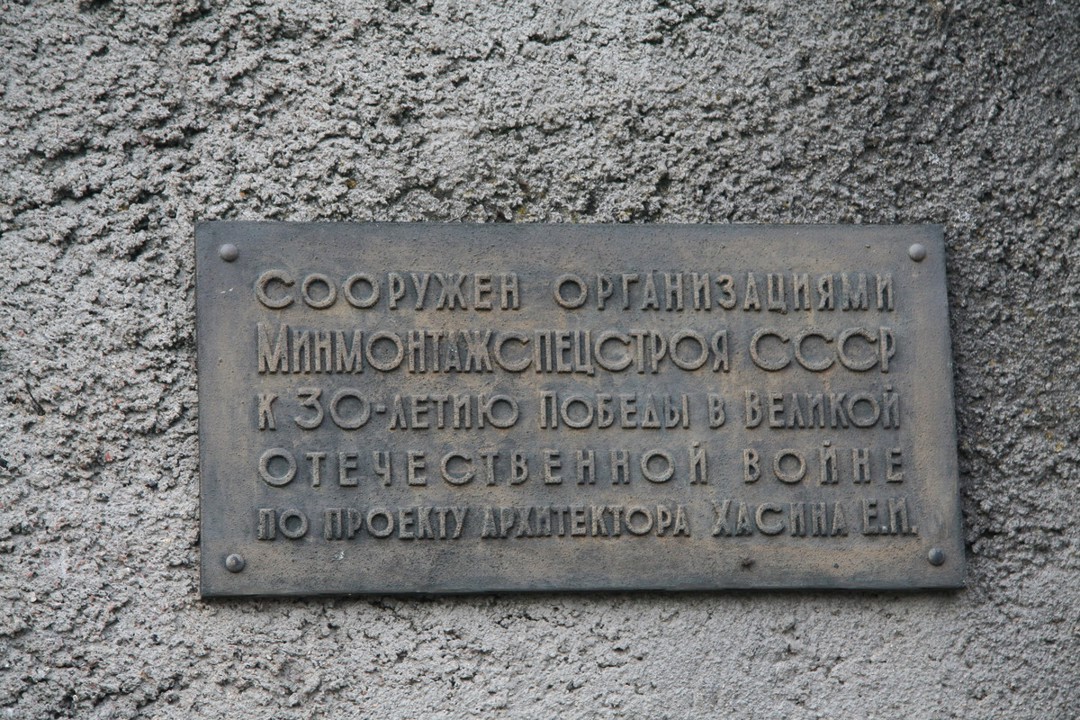 Сооружен организациями
Минмонтажспецстроя СССР
к 30-летию Победы в Великой
Отечественной войне
по проекту архитектора Хасина Е.И.